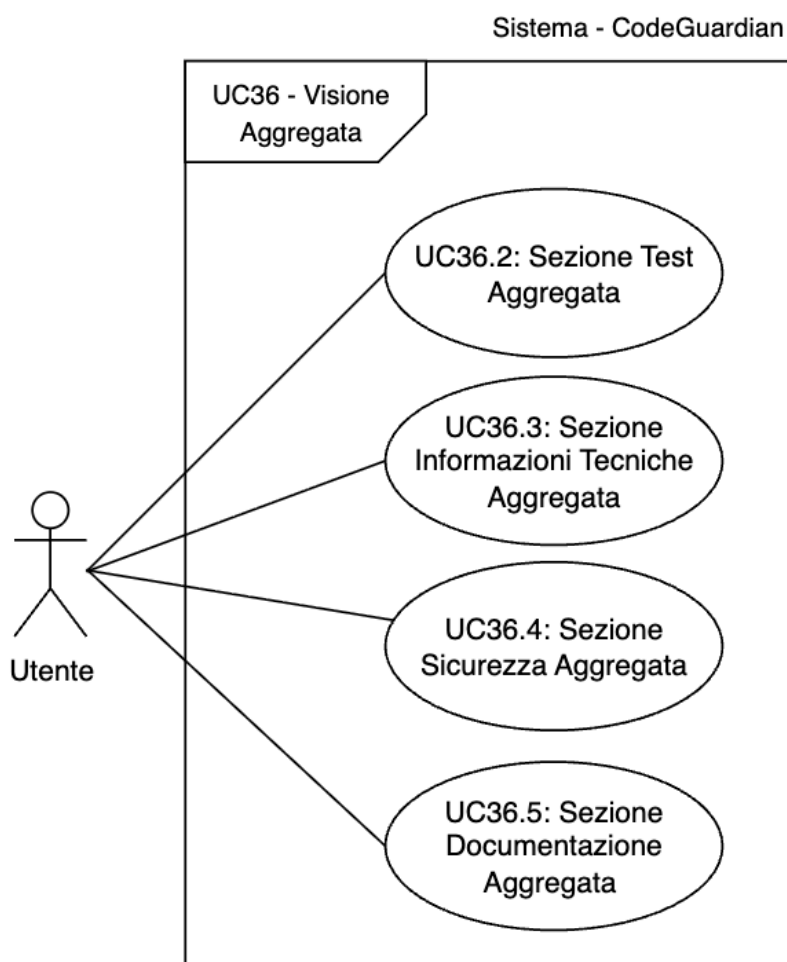 Sistema - CodeGuardian
UC36 - Visione
Aggregata
UC36.2: Sezione Test
Aggregata
UC36.3: Sezione
Informazioni Tecniche
Aggregata
UC36.4: Sezione
Sicurezza Aggregata
Utente
UC36.5: Sezione
Documentazione
Aggregata